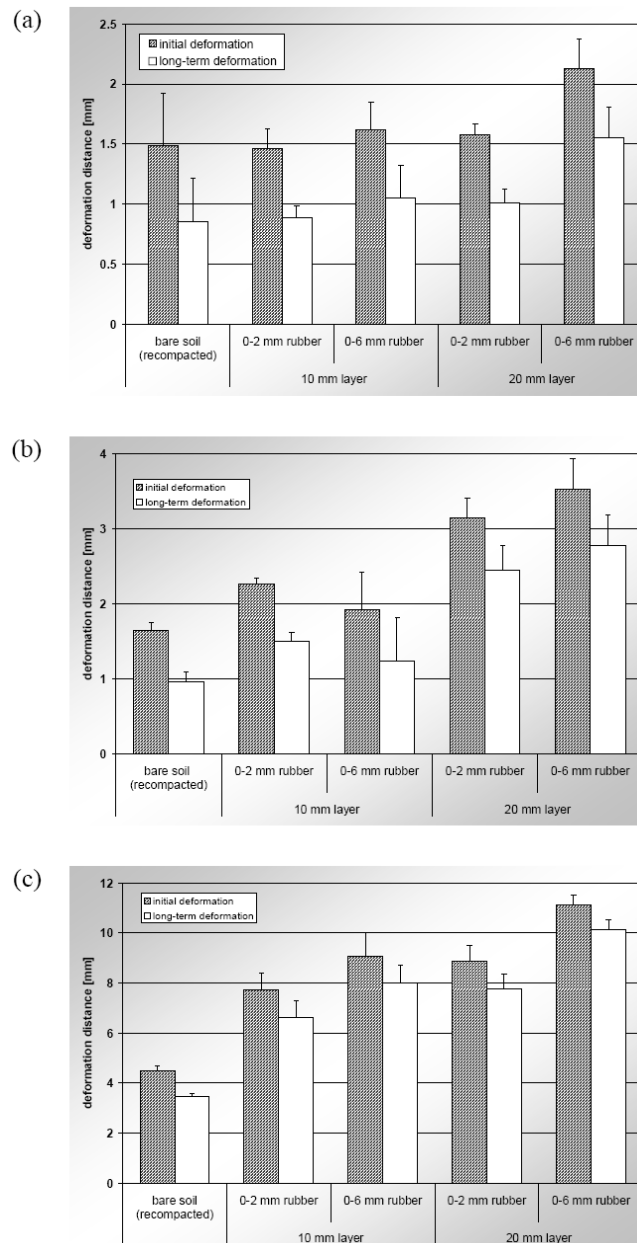 (a)
2.5
initial deformation
long-term deformation
2
1.5
1
0.5
0
deformation distance [mm]
bare soil
(recompacted)
0-2 mm rubber
0-6 mm rubber
0-2 mm rubber
0-6 mm rubber
10 mm layer
20 mm layer
(b)
4
initial deformation
long-term deformation
3
2
1
0
deformation distance [mm]
bare soil
(recompacted)
0-2 mm rubber
0-6 mm rubber
0-2 mm rubber
0-6 mm rubber
10 mm layer
20 mm layer
(c)
12
initial deformation
long-term deformation
10
8
6
4
2
0
deformation distance [mm]
bare soil
(recompacted)
0-2 mm rubber
0-6 mm rubber
0-2 mm rubber
0-6 mm rubber
10 mm layer
20 mm layer